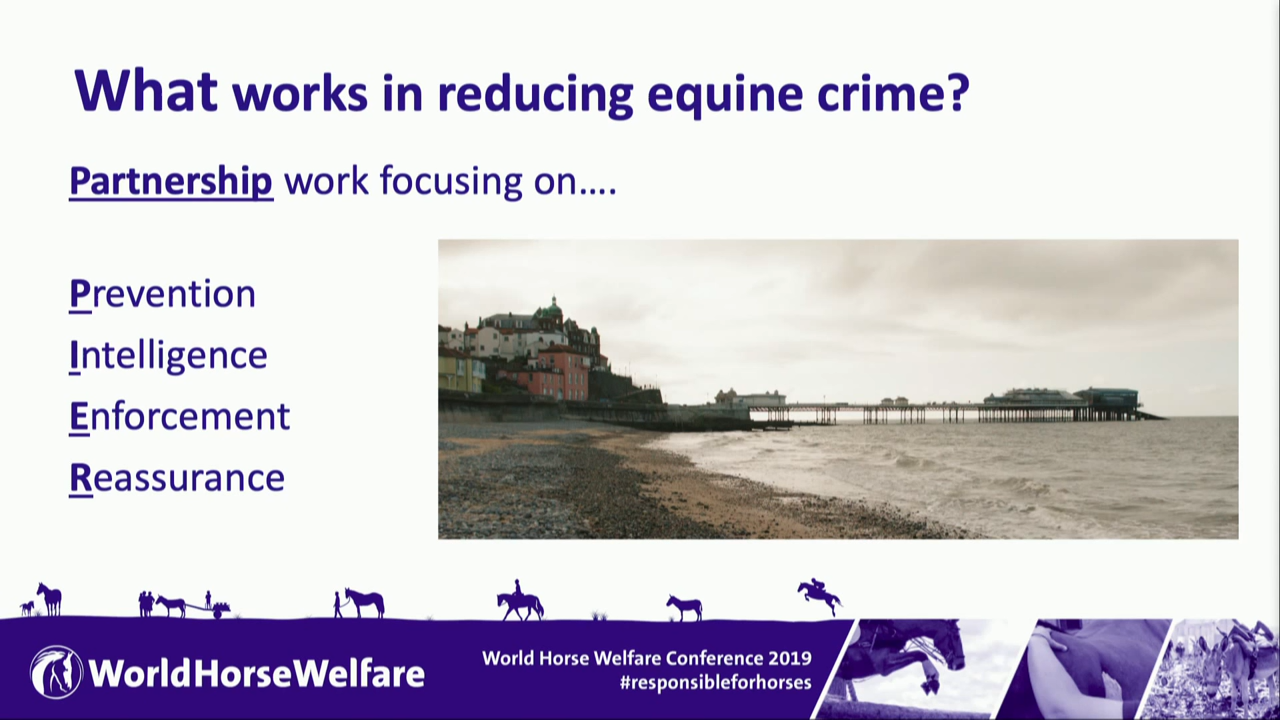 What works in reducing equine crime?
Partnership work focusing on....
Prevention
Intelligence
Enforcement
Reassurance
WorldHorseWelfare
World Horse Welfare Conference 2019
#responsibleforhorses